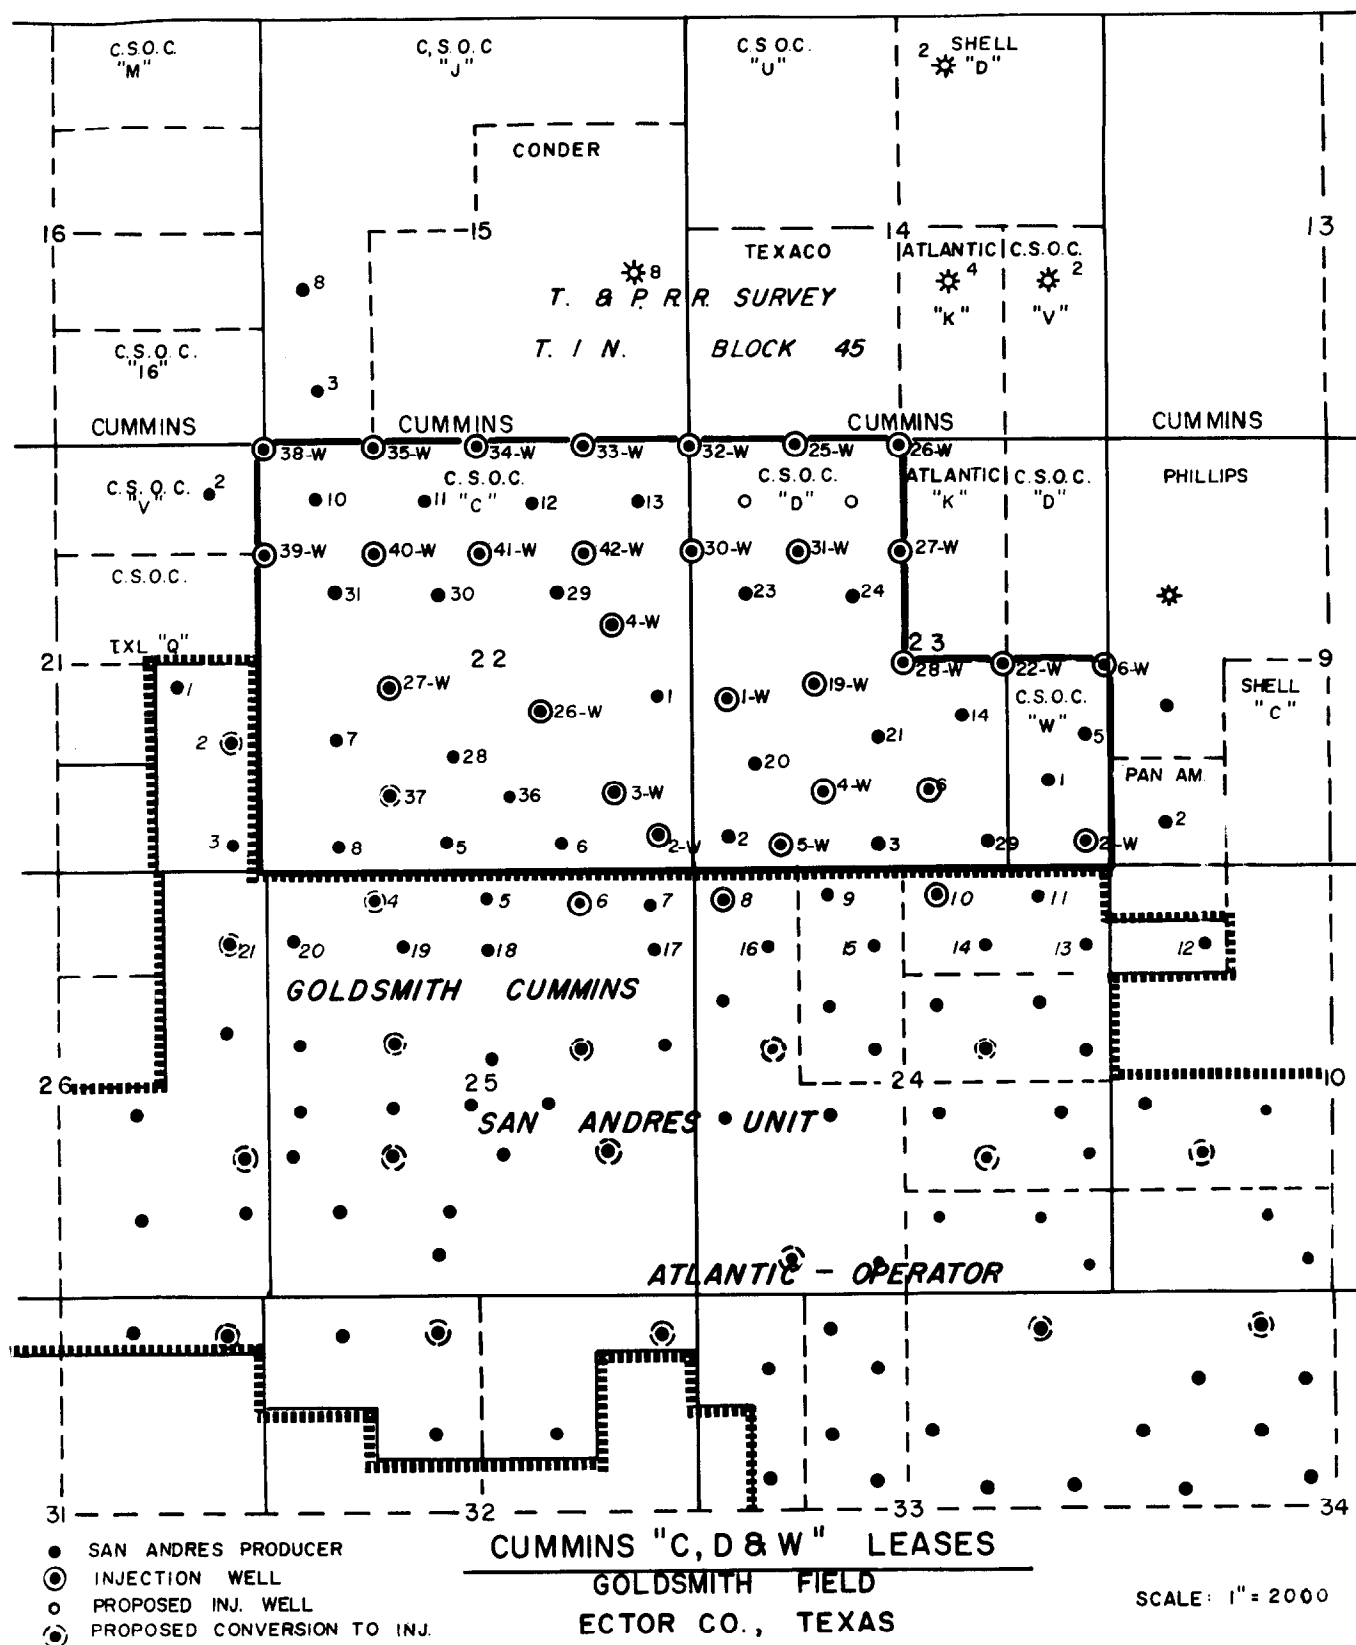 C.S.O.C. "M"
C,S.O.C "J"
C.S.O.C. "U"
2 SHELL "D"
CONDER
16
15
14
13
TEXACO
ATLANTIC
C.S.O.C.
8
8
4
2
T. & P. R.R. SURVEY
"K"
"V"
C.S.O.C. "16"
T. I N. BLOCK 45
3
CUMMINS
CUMMINS
CUMMINS
CUMMINS
38-W
35-W
34-W
33-W
32-W
25-W
26-W
C.S.O.C. "V"
2
C.S.O.C. "C"
C.S.O.C. "D"
ATLANTIC "K"
C.S.O.C. "D"
PHILLIPS
10
11
12
13
39-W
40-W
41-W
42-W
30-W
31-W
27-W
C.S.O.C.
31
30
29
23
24
4-W
TXL "Q"
21
22
23
9
28-W
22-W
6-W
1
27-W
26-W
1
1-W
19-W
C.S.O.C. "W"
SHELL "C"
14
2
7
28
20
21
5
PAN AM.
37
36
3-W
4-W
6
1
2
3
8
5
6
2-W
2
5-W
3
29
2-W
4
5
6
7
8
9
10
11
21
20
19
18
17
16
15
14
13
12
GOLDSMITH CUMMINS
26
25
24
10
SAN ANDRES UNIT
ATLANTIC - OPERATOR
31
32
33
34
SAN ANDRES PRODUCER
INJECTION WELL
PROPOSED INJ. WELL
PROPOSED CONVERSION TO INJ.
CUMMINS "C, D & W" LEASES
GOLDSMITH FIELD
ECTOR CO., TEXAS
SCALE: 1" = 2000